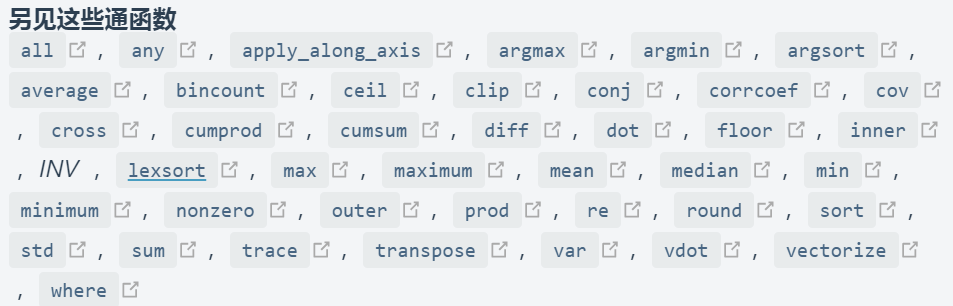 另见这些通函数
all , any , apply_along_axis , argmax , argmin , argsort ,
average , bincount , ceil , clip , conj , corrcoef , cov
, cross , cumprod , cumsum , diff , dot , floor , inner
, INV , lexsort , max , maximum , mean , median , min ,
minimum , nonzero , outer , prod , re , round , sort ,
std , sum , trace , transpose , var , vdot , vectorize
, where